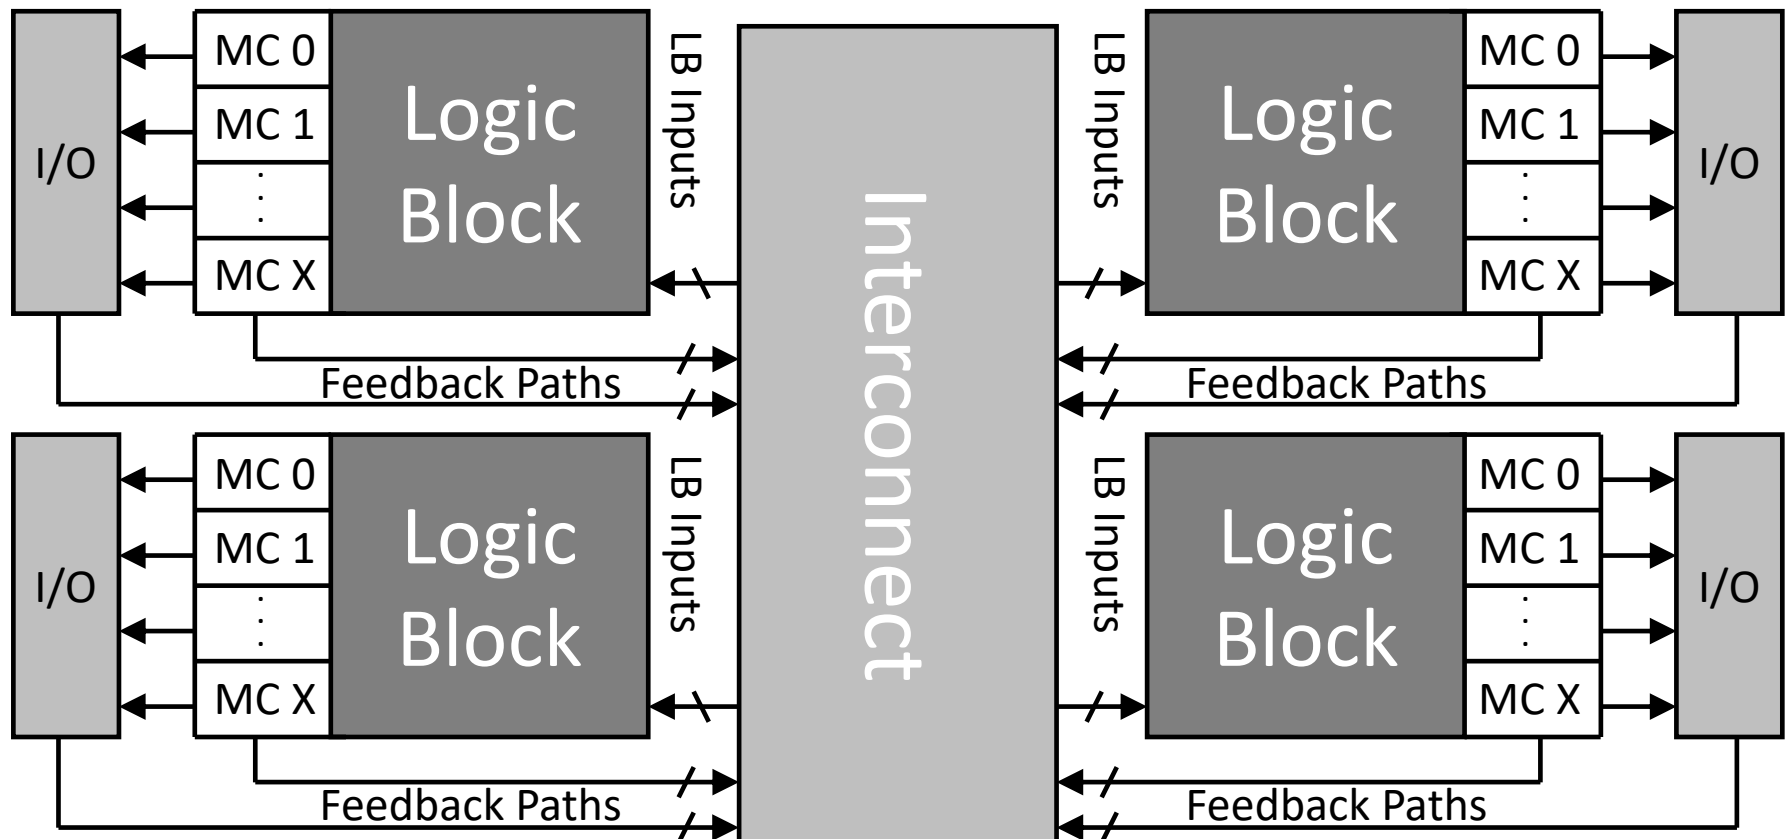 I/O
MC 0
MC 1
⋮
MC X
Logic
Block
LB Inputs
Feedback Paths
Interconnect
LB Inputs
Logic
Block
MC 0
MC 1
⋮
MC X
I/O
Feedback Paths
I/O
MC 0
MC 1
⋮
MC X
Logic
Block
LB Inputs
Feedback Paths
LB Inputs
Logic
Block
MC 0
MC 1
⋮
MC X
I/O
Feedback Paths